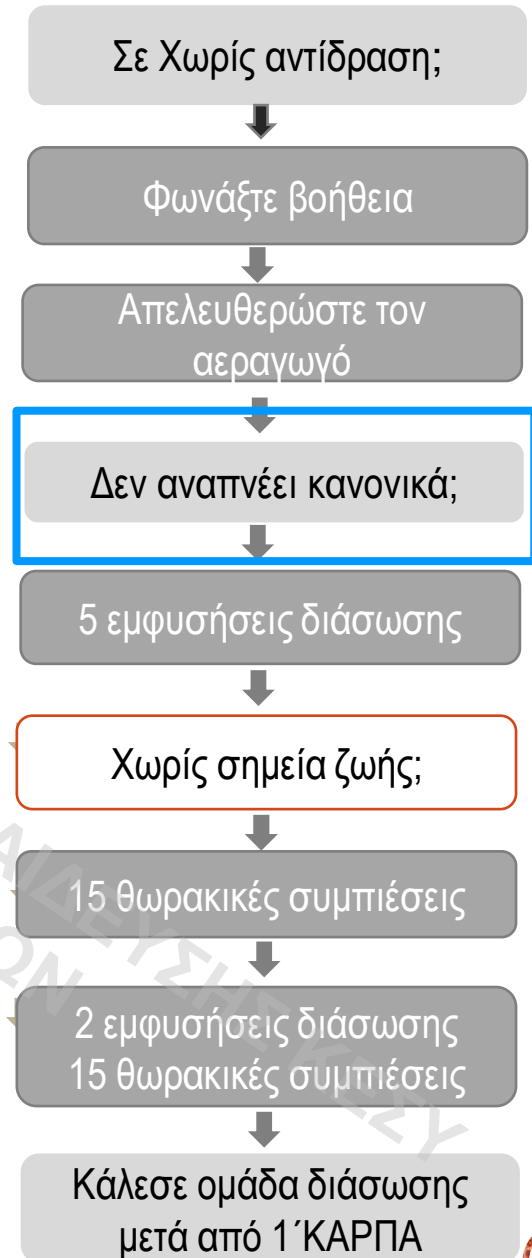 Σε Χωρίς αντίδραση;
Φωνάξτε βοήθεια
Απελευθερώστε τον
αεραγωγό
Δεν αναπνέει κανονικά;
5 εμφυσήσεις διάσωσης
Χωρίς σημεία ζωής;
15 θωρακικές συμπιέσεις
2 εμφυσήσεις διάσωσης
15 θωρακικές συμπιέσεις
Κάλεσε ομάδα διάσωσης
μετά από 1΄ΚΑΡΠΑ
ΚΕΣΥ